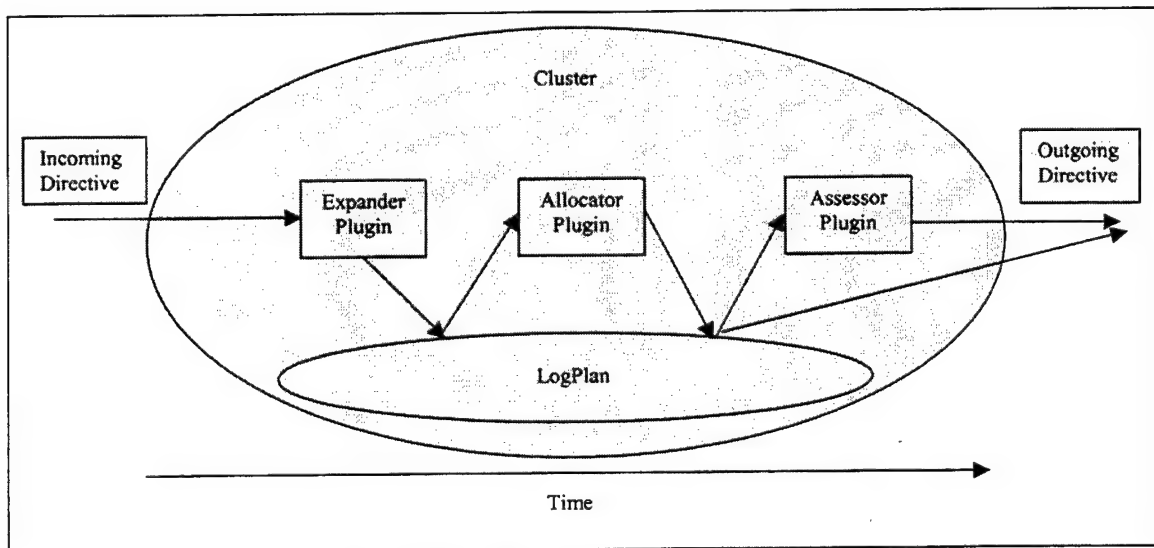 Cluster
Incoming
Directive
Outgoing
Directive
Expander
Plugin
Allocator
Plugin
Assessor
Plugin
LogPlan
Time